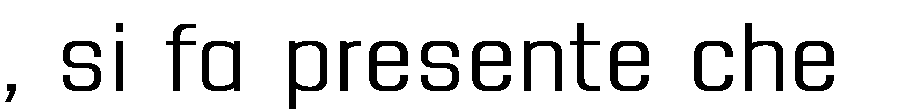 , si fa presente che